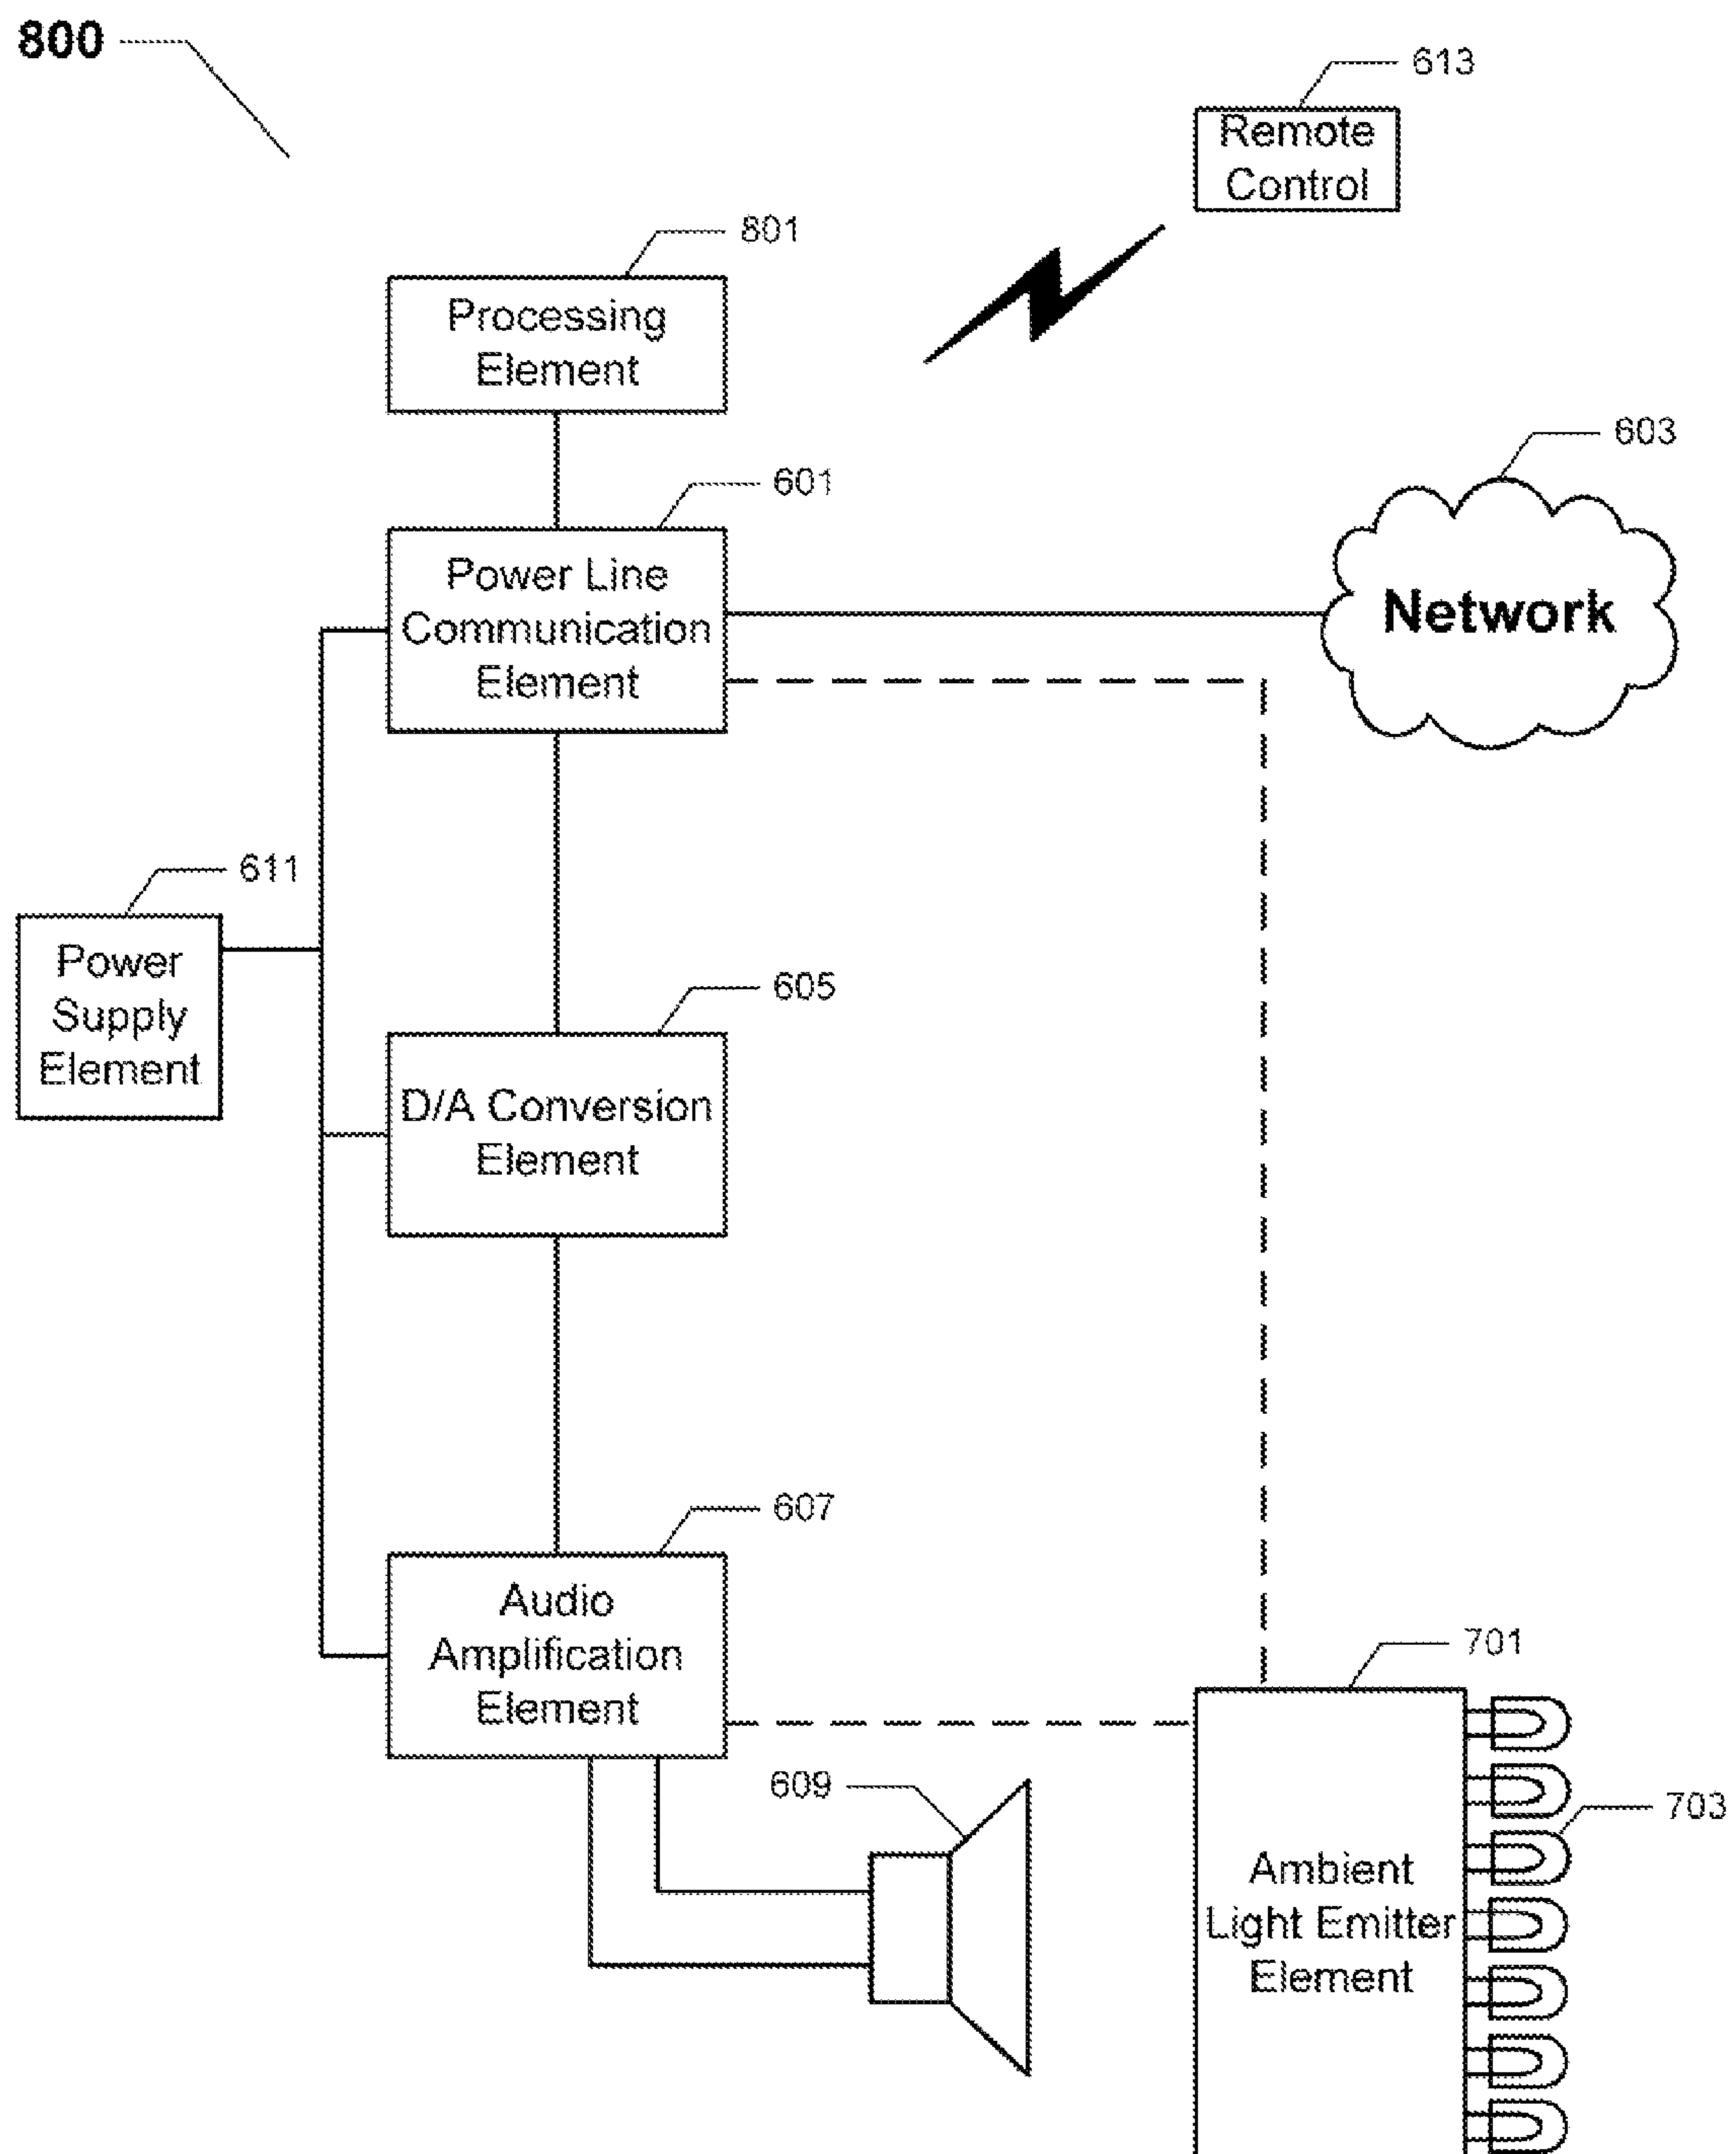 800
613
Remote
Control
801
Processing
Element
603
601
Power Line
Communication
Element
Network
611
Power
Supply
Element
605
D/A Conversion
Element
607
Audio
Amplification
Element
701
609
703
Ambient
Light Emitter
Element